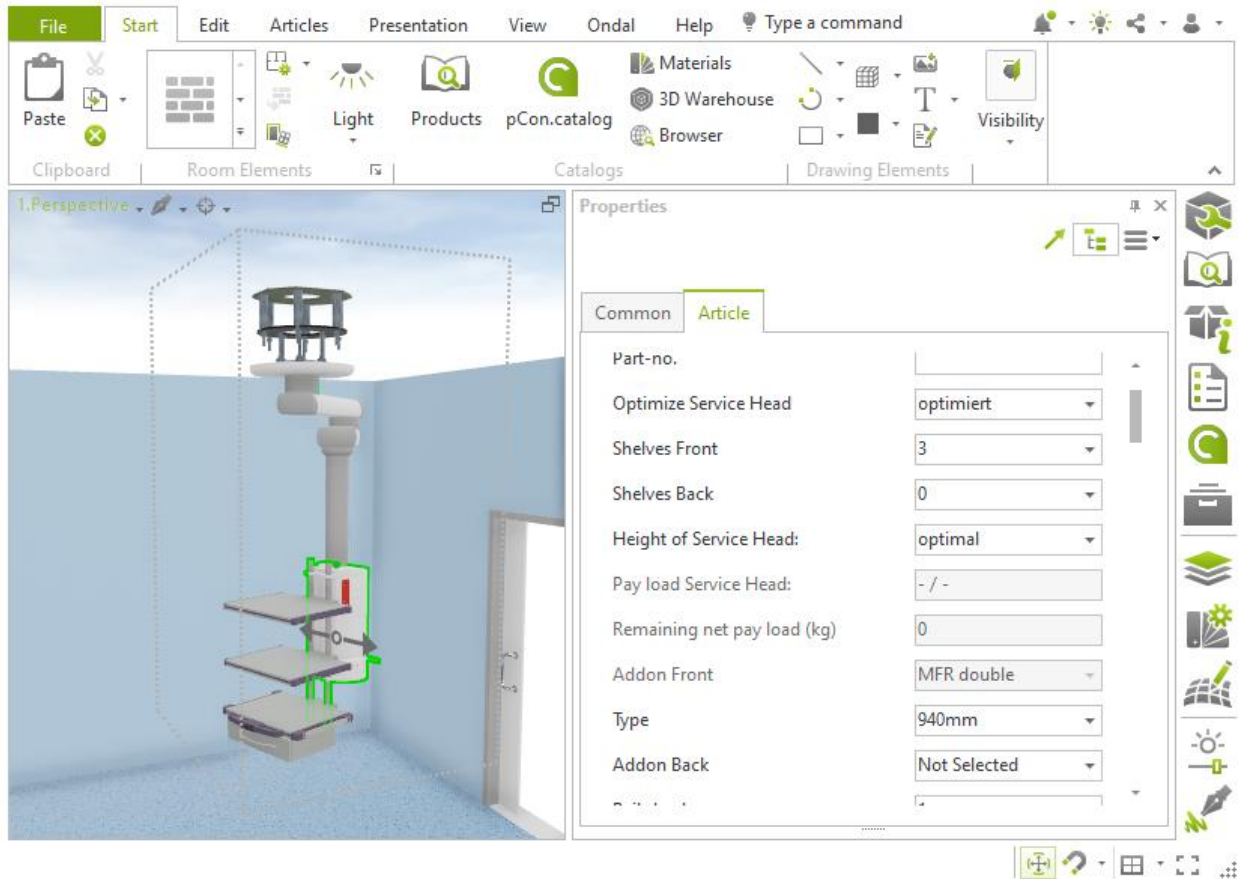 File Start Edit Articles Presentation View Ondal Help Type a command
Paste
Light
Products
pCon.catalog
Materials
3D Warehouse
Browser
T
Visibility
Clipboard Room Elements Catalogs Drawing Elements
1.Perspective
Properties
Common Article
Part-no.
Optimize Service Head optimiert
Shelves Front 3
Shelves Back 0
Height of Service Head: optimal
Pay load Service Head: - / -
Remaining net pay load (kg) 0
Addon Front MFR double
Type 940mm
Addon Back Not Selected